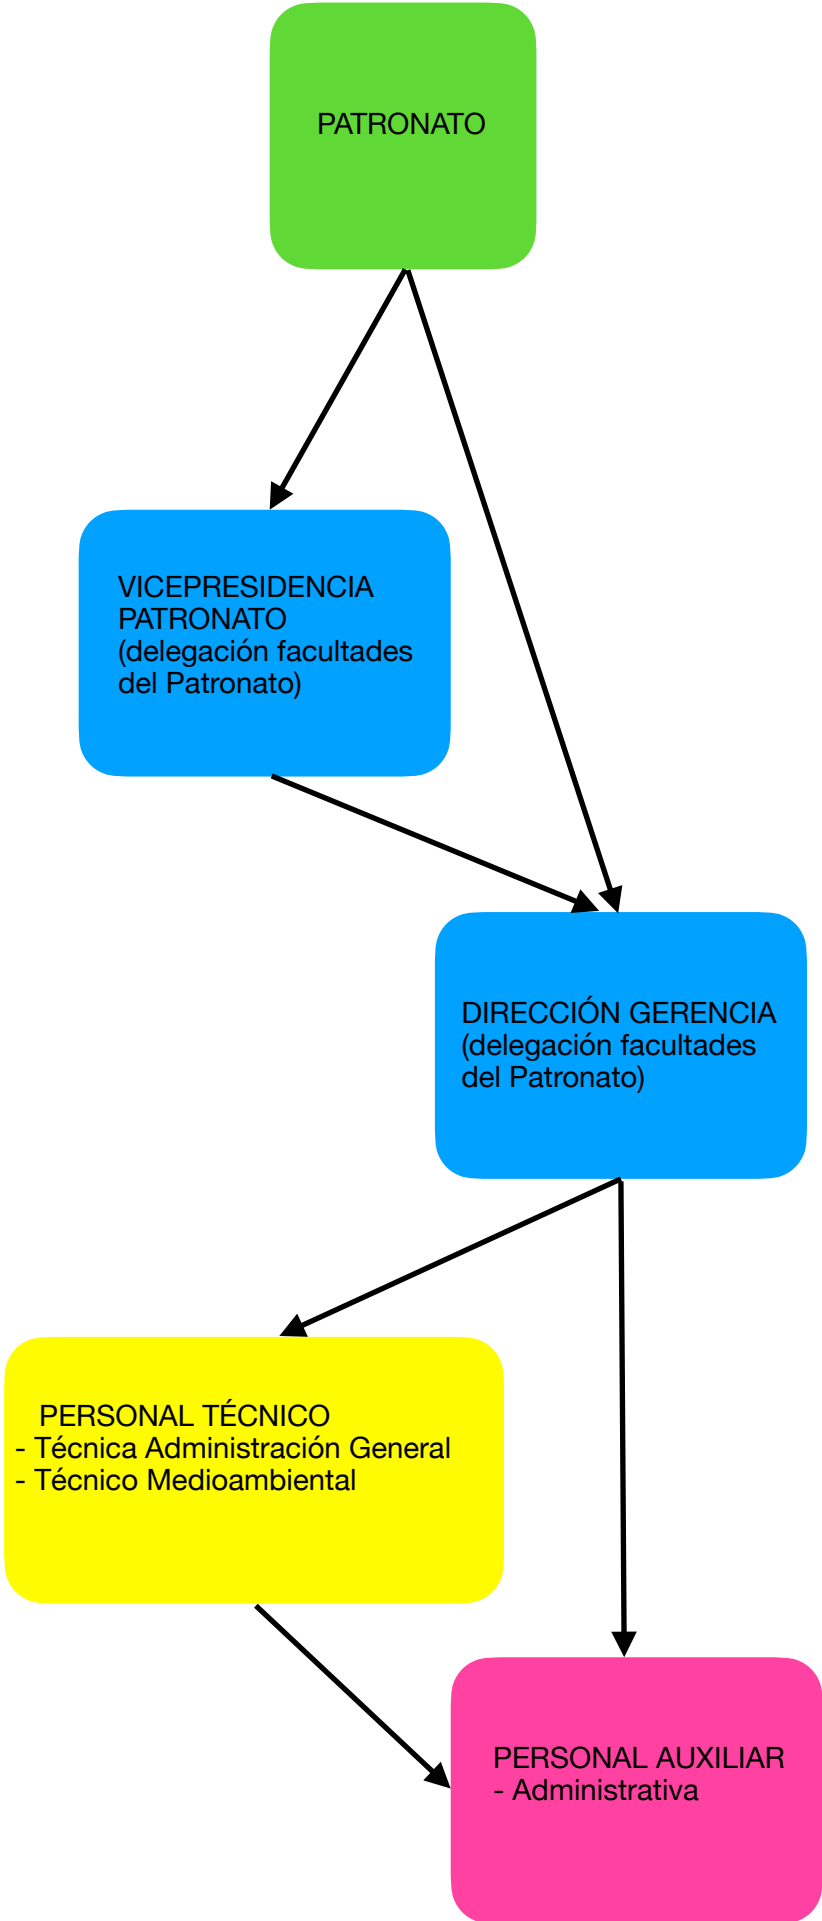 PATRONATO
VICEPRESIDENCIA
PATRONATO
(delegación facultades
del Patronato)
DIRECCIÓN GERENCIA
(delegación facultades
del Patronato)
PERSONAL TÉCNICO
- Técnica Administración General
- Técnico Medioambiental
PERSONAL AUXILIAR
- Administrativa